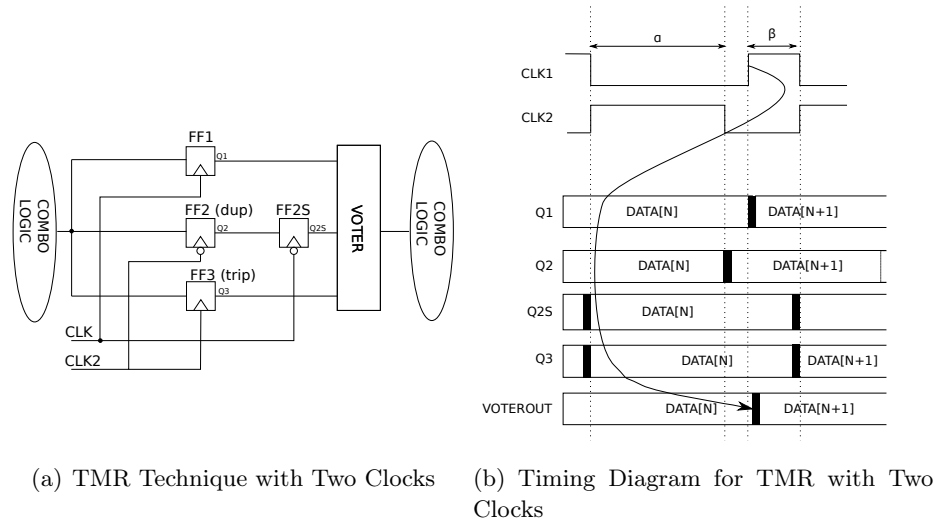 FF1
Q1
COMBO
LOGIC
FF2 (dup)
Q2
FF2S
Q2S
VOTER
COMBO
LOGIC
FF3 (trip)
Q3
CLK
CLK2
(a) TMR Technique with Two Clocks
α
β
CLK1
CLK2
Q1
DATA[N]
DATA[N+1]
Q2
DATA[N]
DATA[N+1]
Q2S
DATA[N]
Q3
DATA[N]
DATA[N+1]
VOTEROUT
DATA[N]
DATA[N+1]
(b) Timing Diagram for TMR with Two
Clocks